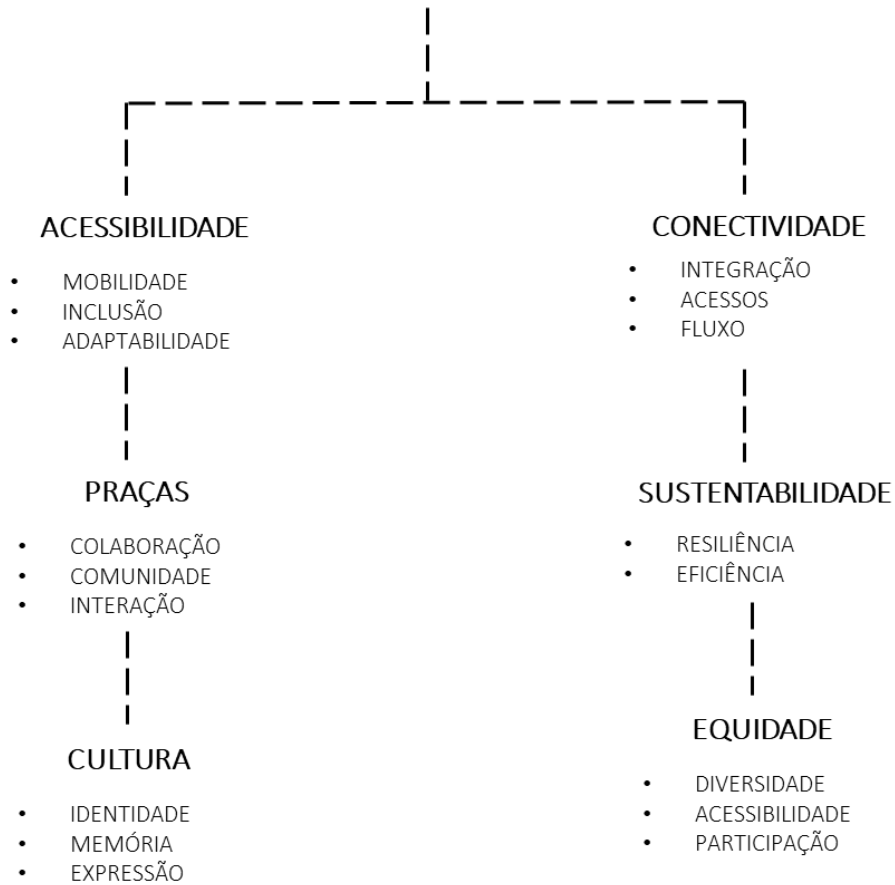 ACESSIBILIDADE
• MOBILIDADE
• INCLUSÃO
• ADAPTABILIDADE
PRAÇAS
• COLABORAÇÃO
• COMUNIDADE
• INTERAÇÃO
CULTURA
• IDENTIDADE
• MEMÓRIA
• EXPRESSÃO
CONECTIVIDADE
• INTEGRAÇÃO
• ACESSOS
• FLUXO
SUSTENTABILIDADE
• RESILIÊNCIA
• EFICIÊNCIA
EQUIDADE
• DIVERSIDADE
• ACESSIBILIDADE
• PARTICIPAÇÃO